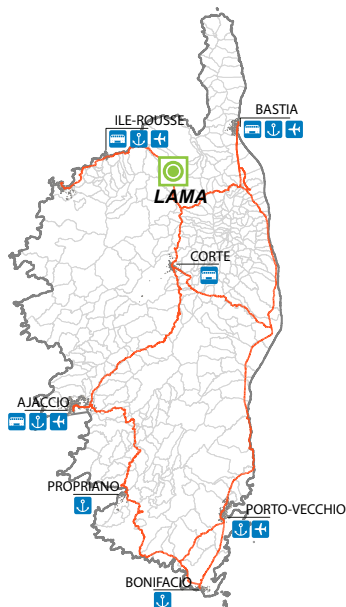 BASTIA
ILE-ROUSSE
LAMA
CORTE
AJACCIO
PROPRIANO
PORTO-VECCHIO
BONIFACIO